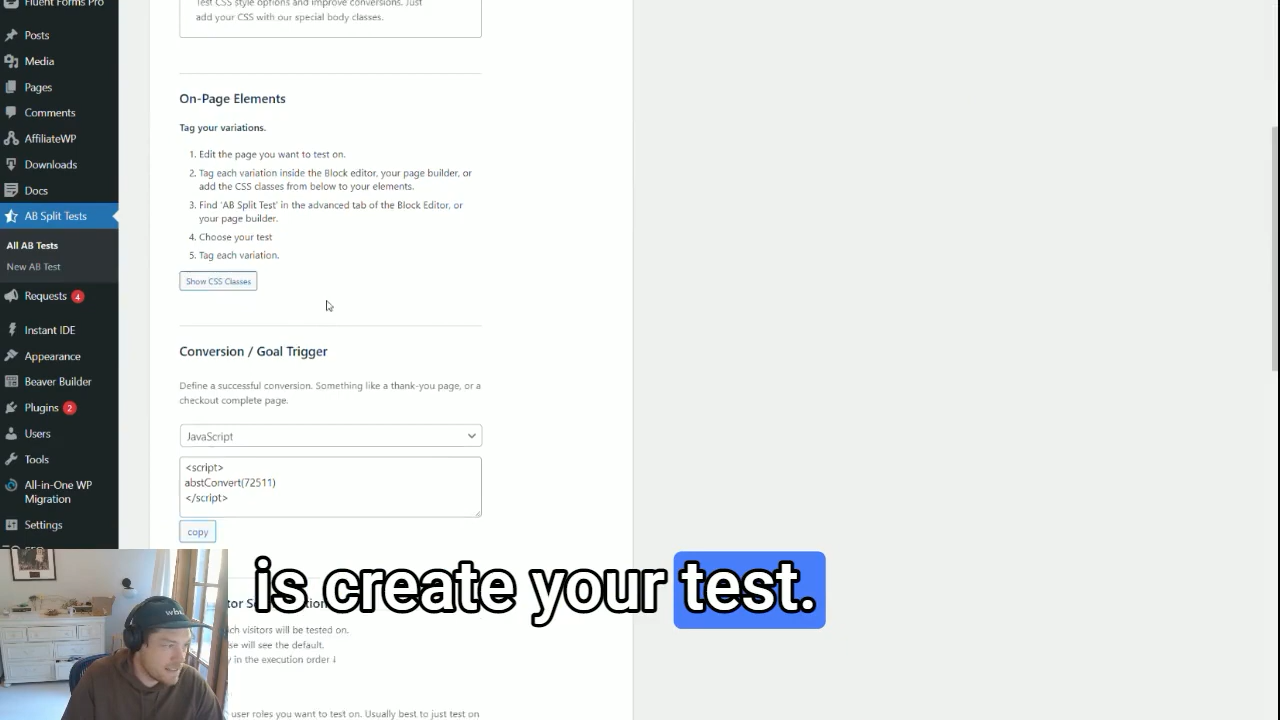 Fluent Forms Pro
Posts
Media
Pages
Comments
AffiliateWP
Downloads
Docs
AB Split Tests
All AB Tests
New AB Test
Requests 4
Instant IDE
Appearance
Beaver Builder
Plugins 2
Users
Tools
All-in-One WP
Migration
Settings
Test CSS style options and improve conversions. Just
add your CSS with our special body classes.
On-Page Elements
Tag your variations.
1. Edit the page you want to test on.
2. Tag each variation inside the Block editor, your page builder, or
add the CSS classes from below to your elements.
3. Find 'AB Split Test' in the advanced tab of the Block Editor, or
your page builder.
4. Choose your test
5. Tag each variation.
Show CSS Classes
Conversion / Goal Trigger
Define a successful conversion. Something like a thank-you page, or a
checkout complete page.
JavaScript
<script>
abstConvert(72511)
</script>
copy
is create your test.
ch visitors will be tested on.
se will see the default.
y in the execution order ↓
user roles you want to test on. Usually best to just test on